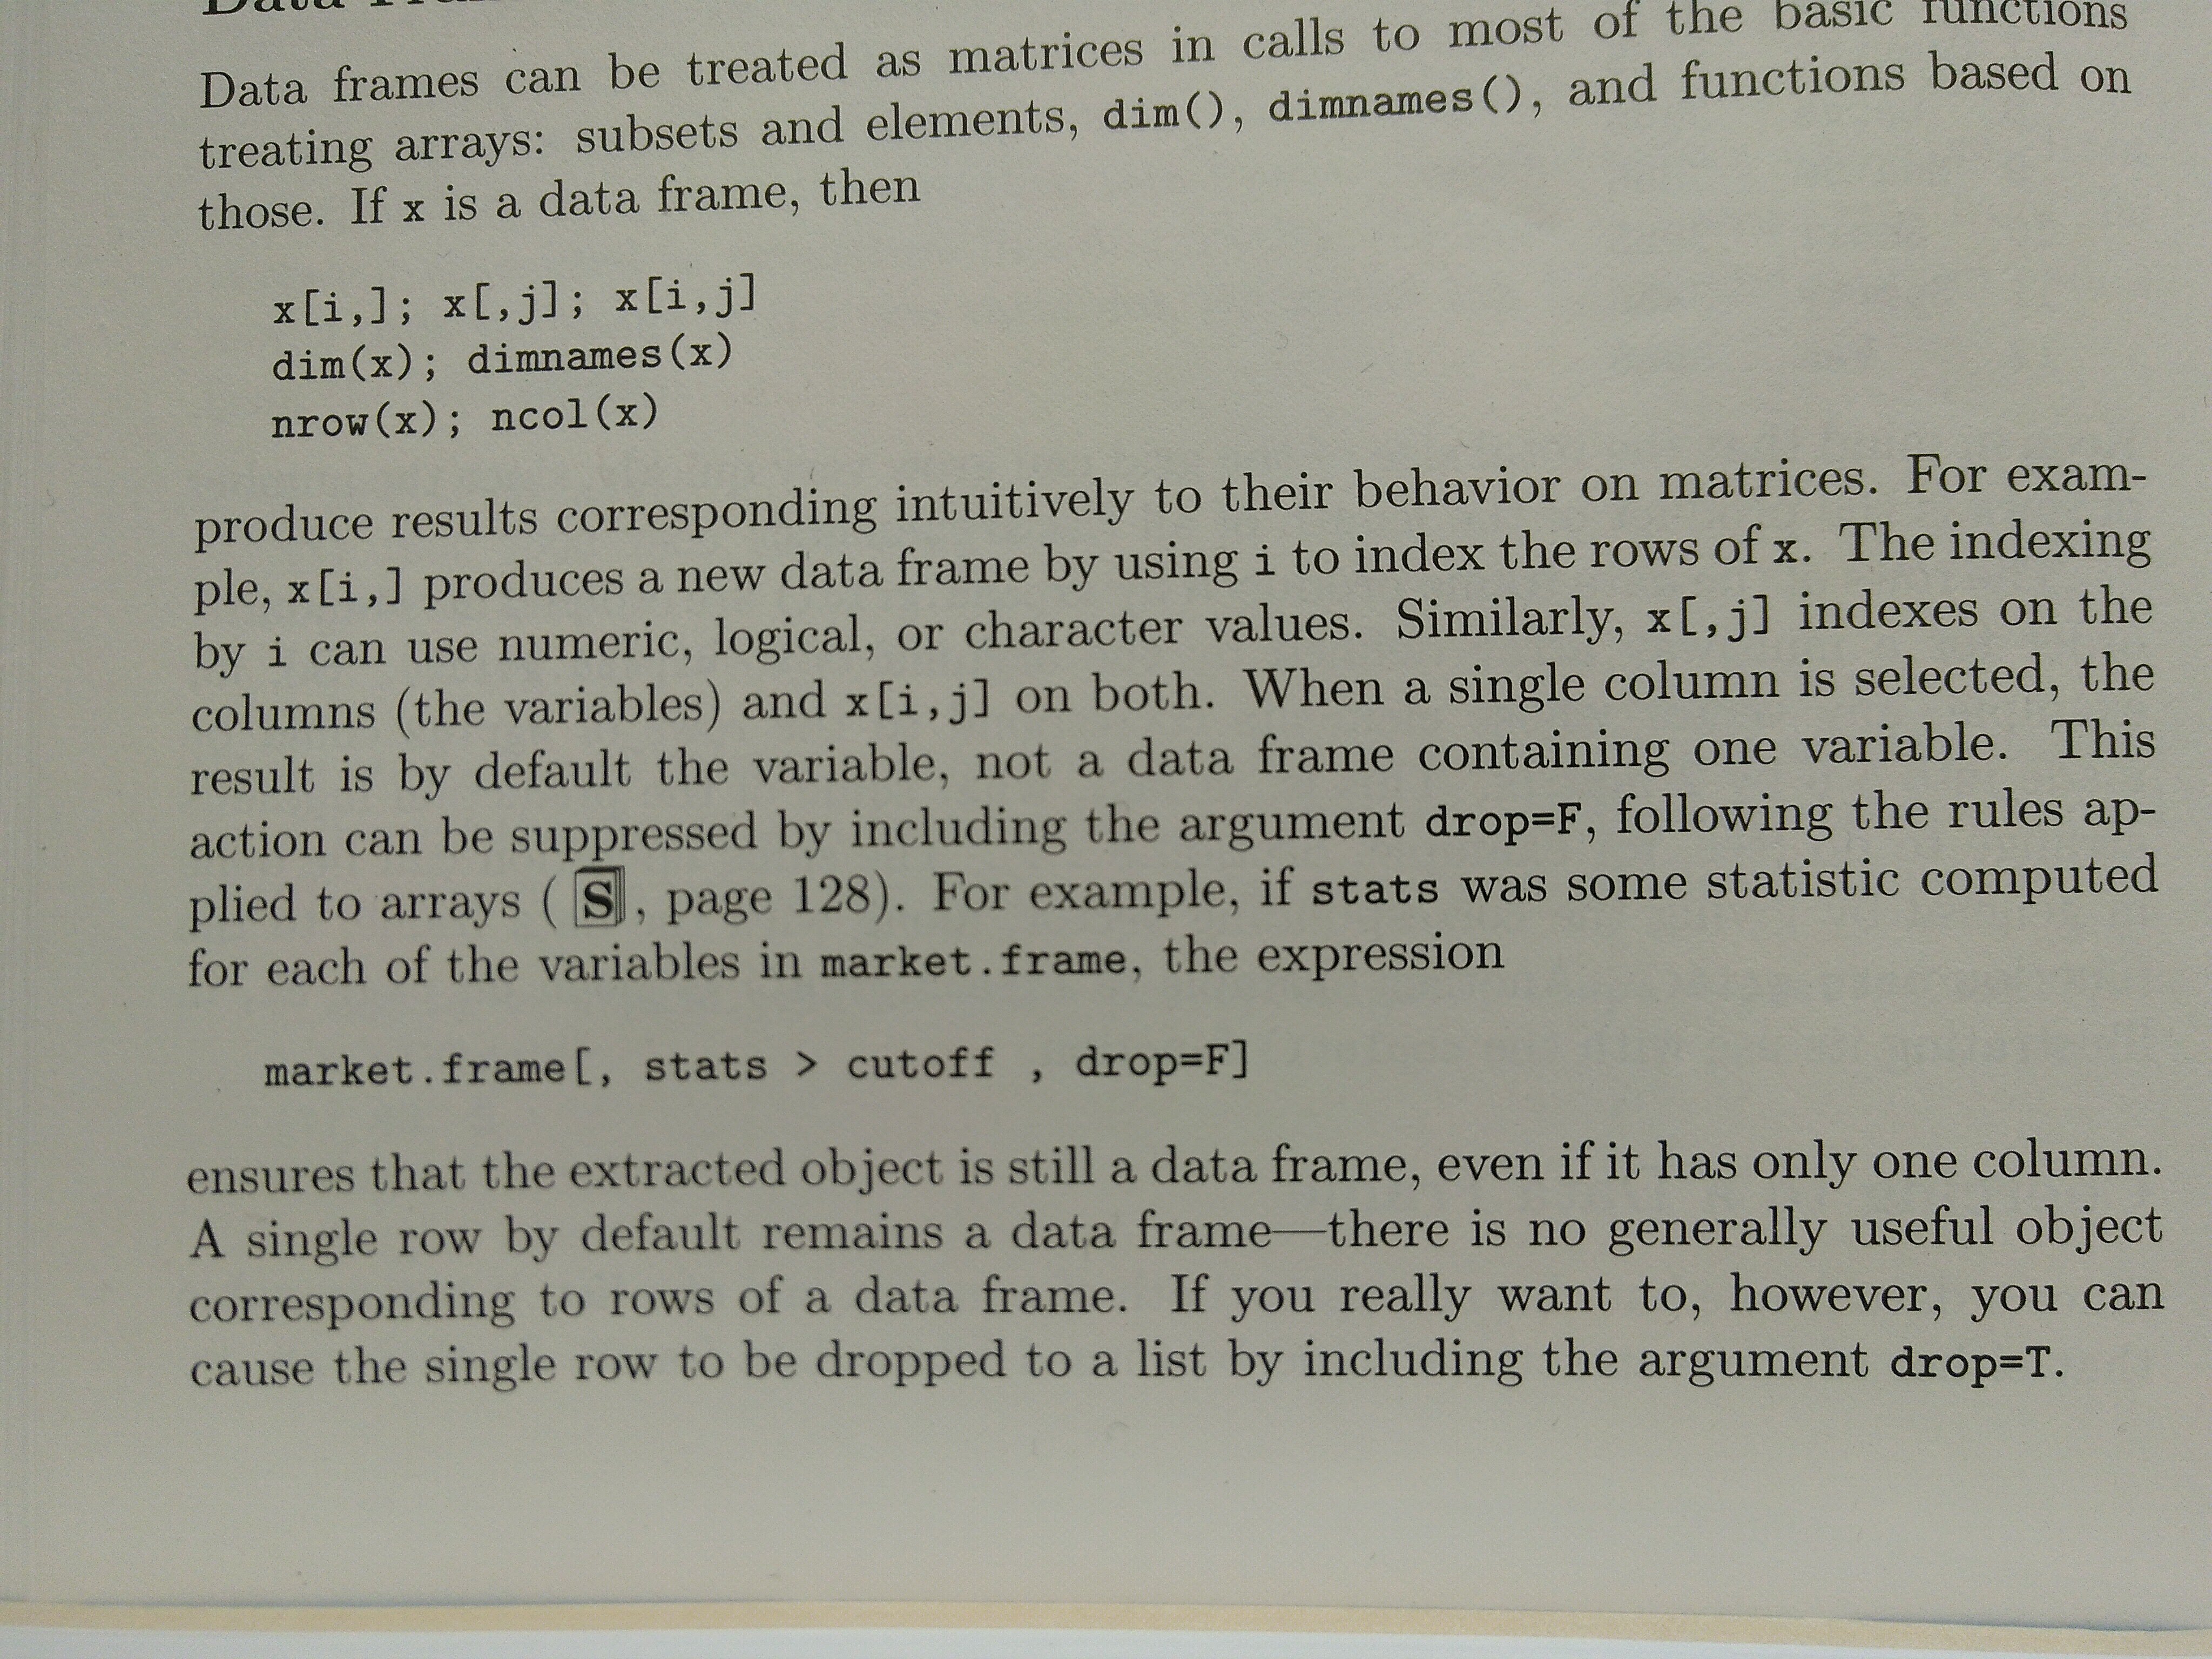 Data
Data frames can be treated as matrices in calls to most of the basic functions
treating arrays: subsets and elements, dim(), dimnames(), and functions based on
those. If x is a data frame, then
x[i,]; x[,j]; x[i,j]
dim(x); dimnames(x)
nrow(x); ncol(x)
produce results corresponding intuitively to their behavior on matrices. For exam-
ple, x[i,] produces a new data frame by using i to index the rows of x. The indexing
by i can use numeric, logical, or character values. Similarly, x[,j] indexes on the
columns (the variables) and x[i,j] on both. When a single column is selected, the
result is by default the variable, not a data frame containing one variable. This
action can be suppressed by including the argument drop=F, following the rules ap-
plied to arrays ( S , page 128). For example, if stats was some statistic computed
for each of the variables in market.frame, the expression
market.frame[, stats > cutoff , drop=F]
ensures that the extracted object is still a data frame, even if it has only one column.
A single row by default remains a data frame—there is no generally useful object
corresponding to rows of a data frame. If you really want to, however, you can
cause the single row to be dropped to a list by including the argument drop=T.